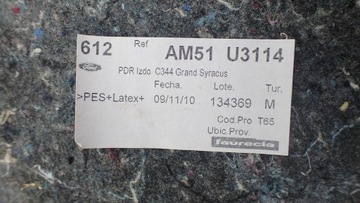 612 Ref AM51 U3114
Ford
PDR Izdo C344 Grand Syracus
Fecha. Lote. Tur.
>PES+Latex+ 09/11/10 134369 M
Cod.Pro T65
Ubic.Prov.
faurecia